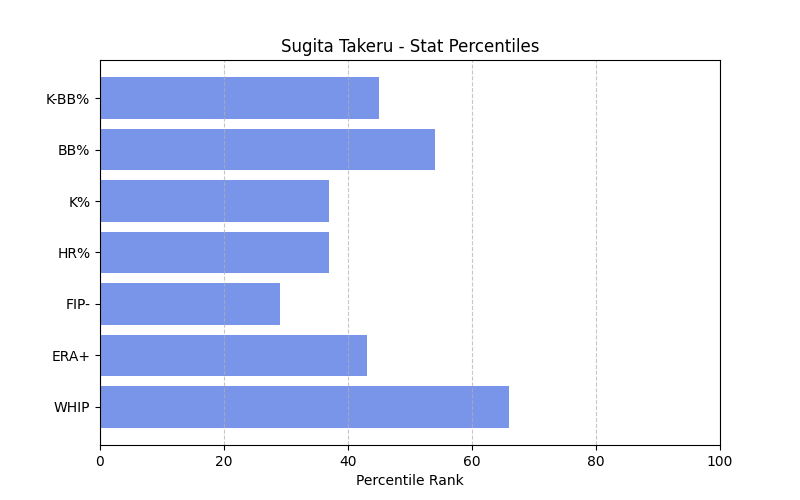 Sugita Takeru - Stat Percentiles
K-BB%
BB%
K%
HR%
FIP-
ERA+
WHIP
0 20 40 60 80 100
Percentile Rank